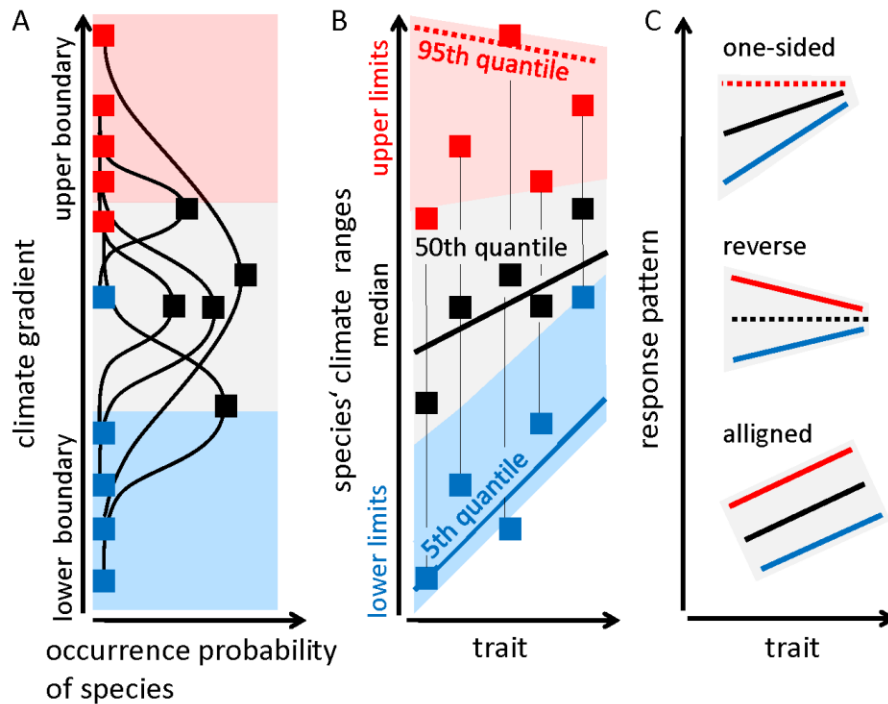 A
upper boundary
climate gradient
lower boundary
occurrence probability
of species
B
upper limits
median
lower limits
species‘ climate ranges
95th quantile
50th quantile
5th quantile
trait
C
response pattern
one-sided
reverse
alligned
trait